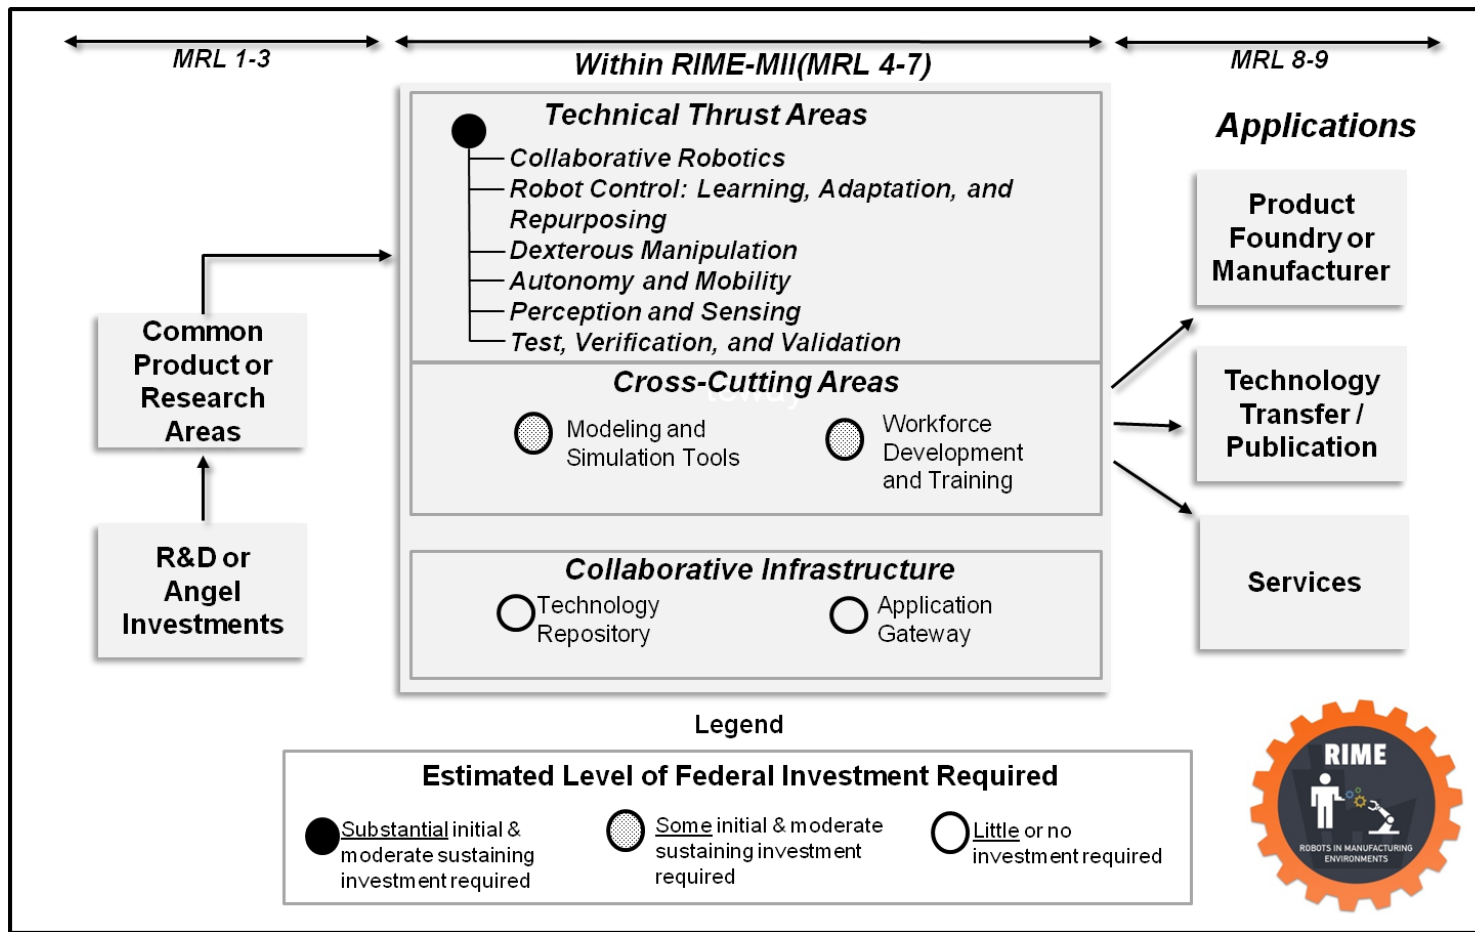 MRL 1-3
Within RIME-MII(MRL 4-7)
MRL 8-9
Technical Thrust Areas
Collaborative Robotics
Robot Control: Learning, Adaptation, and
Repurposing
Dexterous Manipulation
Autonomy and Mobility
Perception and Sensing
Test, Verification, and Validation
Cross-Cutting Areas
Modeling and
Simulation Tools
Workforce
Development
and Training
Collaborative Infrastructure
Technology
Repository
Application
Gateway
Common
Product or
Research
Areas
R&D or
Angel
Investments
Applications
Product
Foundry or
Manufacturer
Technology
Transfer /
Publication
Services
Legend
Estimated Level of Federal Investment Required
Substantial initial &
moderate sustaining
investment required
Some initial & moderate
sustaining investment
required
Little or no
investment required
RIME
ROBOTS IN MANUFACTURING
ENVIRONMENTS